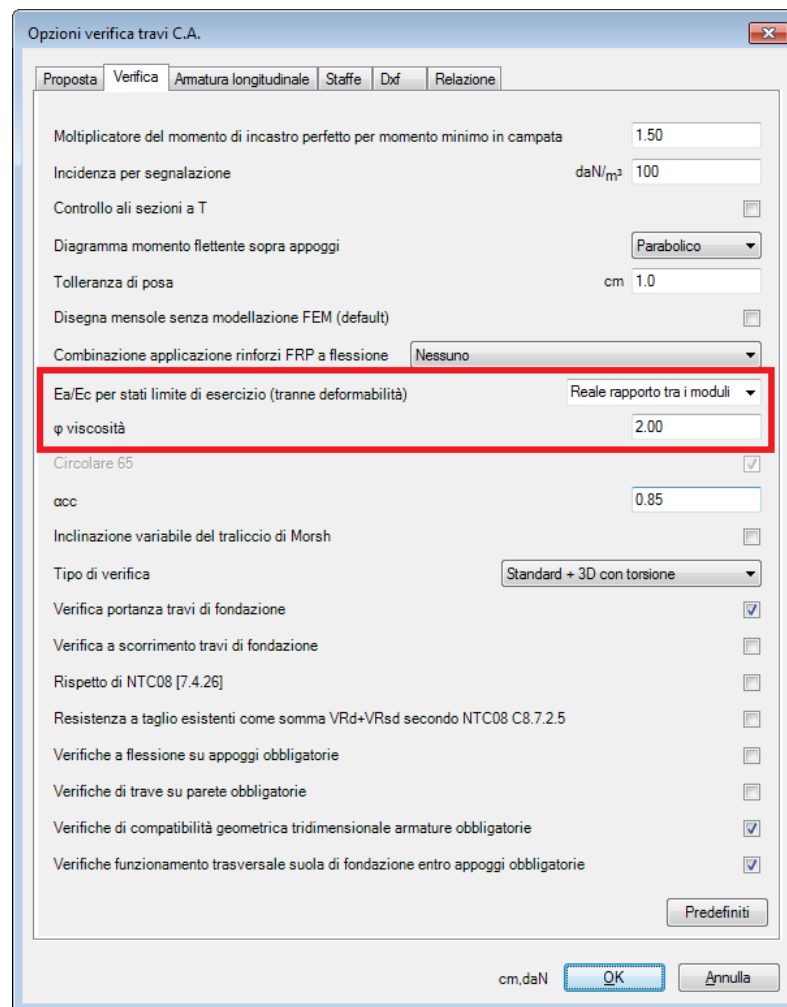 Opzioni verifica travi C.A.
Proposta Verifica Armatura longitudinale Staffe Dxf Relazione
Moltiplicatore del momento di incastro perfetto per momento minimo in campata 1.50
Incidenza per segnalazione daN/m³ 100
Controllo ali sezioni a T
Diagramma momento flettente sopra appoggi Parabolico
Tolleranza di posa cm 1.0
Disegna mensole senza modellazione FEM (default)
Combinazione applicazione rinforzi FRP a flessione Nessuno
Ea/Ec per stati limite di esercizio (tranne deformabilità) Reale rapporto tra i moduli
φ viscosità 2.00
Circolare 65
αcc 0.85
Inclinazione variabile del traliccio di Morsh
Tipo di verifica Standard + 3D con torsione
Verifica portanza travi di fondazione
Verifica a scorrimento travi di fondazione
Rispetto di NTC08 [7.4.26]
Resistenza a taglio esistenti come somma VRd+VRsd secondo NTC08 C8.7.2.5
Verifiche a flessione su appoggi obbligatorie
Verifiche di trave su parete obbligatorie
Verifiche di compatibilità geometrica tridimensionale armature obbligatorie
Verifiche funzionamento trasversale suola di fondazione entro appoggi obbligatorie
Predefiniti
cm,daN OK Annulla